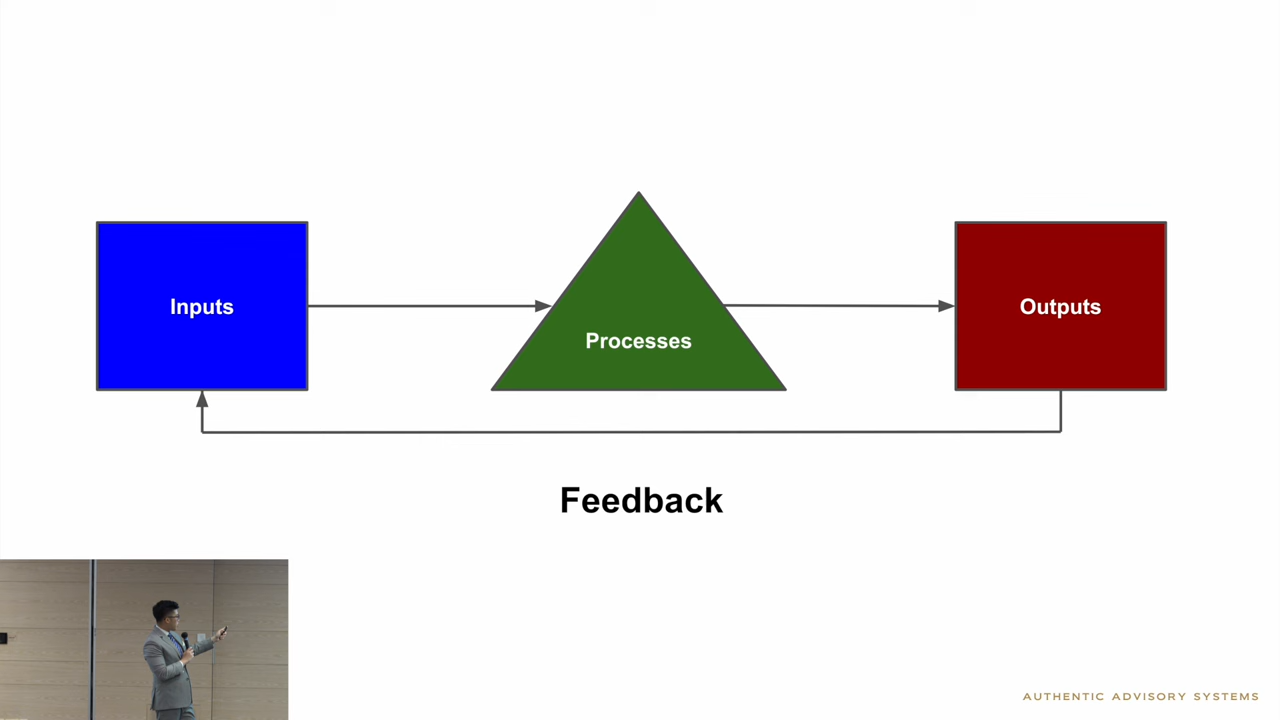 Inputs
Processes
Outputs
Feedback
AUTHENTIC ADVISORY SYSTEMS